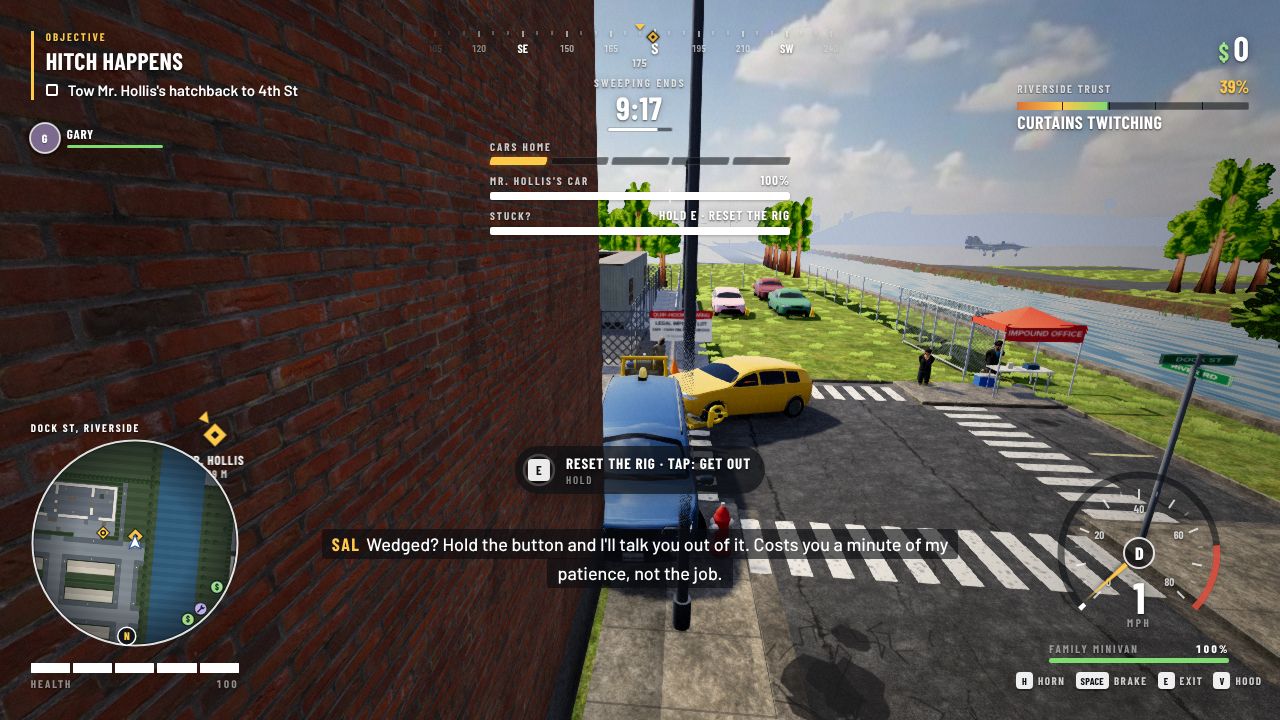 OBJECTIVE
HITCH HAPPENS
Tow Mr. Hollis's hatchback to 4th St
G
GARY
105
120
SE
150
165
S
195
210
SW
240
175
SWEEPING ENDS
9:17
CARS HOME
MR. HOLLIS'S CAR
100%
STUCK?
HOLD E · RESET THE RIG
$0
RIVERSIDE TRUST
39%
CURTAINS TWITCHING
IMPOUND OFFICE
DOCK ST
RIVER RD
E
RESET THE RIG · TAP: GET OUT
HOLD
SAL Wedged? Hold the button and I'll talk you out of it. Costs you a minute of my
patience, not the job.
DOCK ST, RIVERSIDE
R. HOLLIS
M
$
$
N
HEALTH
100
0
20
40
60
80
D
1
MPH
FAMILY MINIVAN
100%
H HORN SPACE BRAKE E EXIT V HOOD